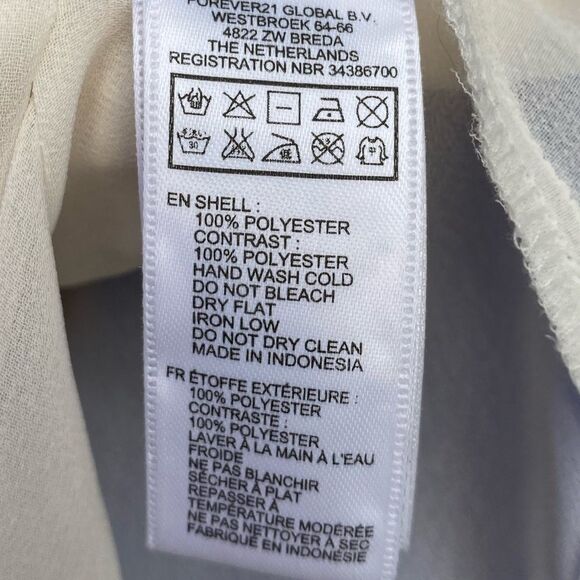 FOREVER21 GLOBAL B.V.
WESTBROEK 64-66
4822 ZW BREDA
THE NETHERLANDS
REGISTRATION NBR 34386700
30
EN SHELL :
100% POLYESTER
CONTRAST :
100% POLYESTER
HAND WASH COLD
DO NOT BLEACH
DRY FLAT
IRON LOW
DO NOT DRY CLEAN
MADE IN INDONESIA
FR ÉTOFFE EXTÉRIEURE :
100% POLYESTER
CONTRASTE :
100% POLYESTER
LAVER À LA MAIN À L'EAU
FROIDE
NE PAS BLANCHIR
SÉCHER À PLAT
REPASSER À
TEMPÉRATURE MODÉRÉE
NE PAS NETTOYER À SEC
FABRIQUÉ EN INDONÉSIE